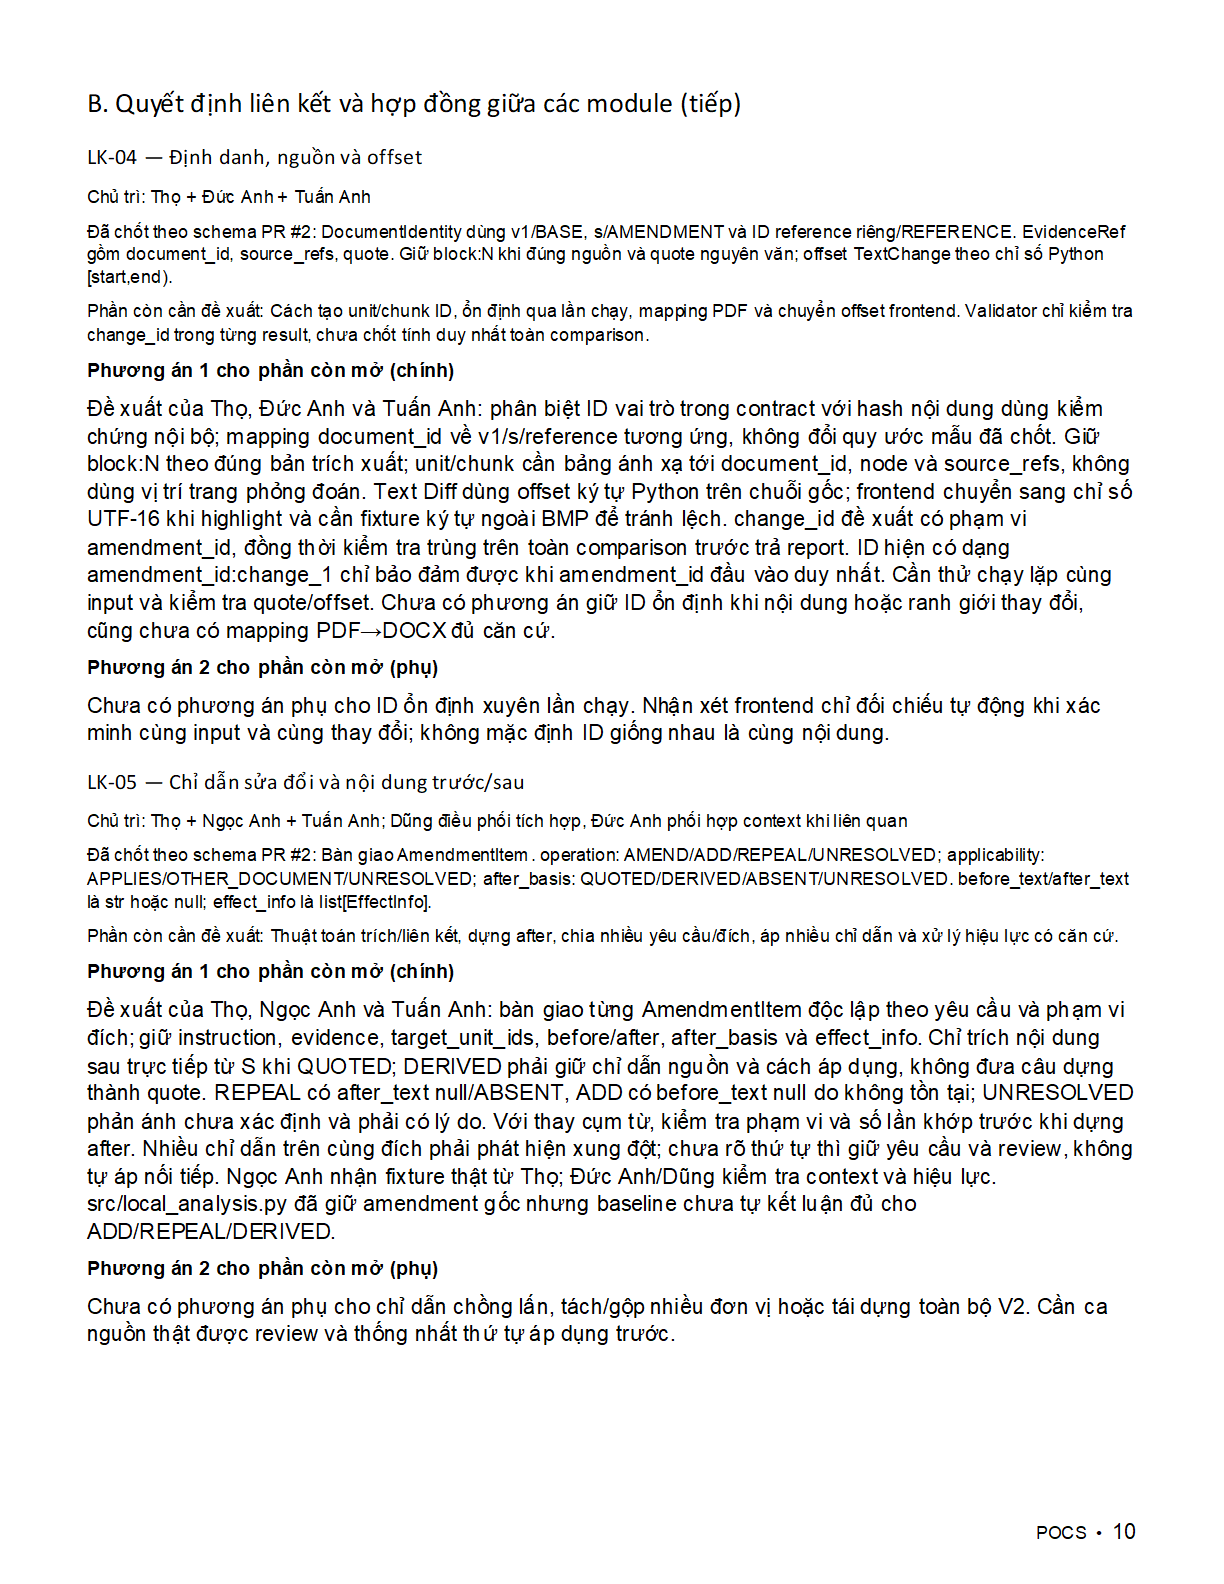 B. Quyết định liên kết và hợp đồng giữa các module (tiếp)
LK-04 — Định danh, nguồn và offset
Chủ trì: Thọ + Đức Anh + Tuấn Anh
Đã chốt theo schema PR #2: DocumentIdentity dùng v1/BASE, s/AMENDMENT và ID reference riêng/REFERENCE. EvidenceRef
gồm document_id, source_refs, quote. Giữ block:N khi đúng nguồn và quote nguyên văn; offset TextChange theo chỉ số Python
[start,end).
Phần còn cần đề xuất: Cách tạo unit/chunk ID, ổn định qua lần chạy, mapping PDF và chuyển offset frontend. Validator chỉ kiểm tra
change_id trong từng result, chưa chốt tính duy nhất toàn comparison.
Phương án 1 cho phần còn mở (chính)
Đề xuất của Thọ, Đức Anh và Tuấn Anh: phân biệt ID vai trò trong contract với hash nội dung dùng kiểm
chứng nội bộ; mapping document_id về v1/s/reference tương ứng, không đổi quy ước mẫu đã chốt. Giữ
block:N theo đúng bản trích xuất; unit/chunk cần bảng ánh xạ tới document_id, node và source_refs, không
dùng vị trí trang phỏng đoán. Text Diff dùng offset ký tự Python trên chuỗi gốc; frontend chuyển sang chỉ số
UTF-16 khi highlight và cần fixture ký tự ngoài BMP để tránh lệch. change_id đề xuất có phạm vi
amendment_id, đồng thời kiểm tra trùng trên toàn comparison trước trả report. ID hiện có dạng
amendment_id:change_1 chỉ bảo đảm được khi amendment_id đầu vào duy nhất. Cần thử chạy lặp cùng
input và kiểm tra quote/offset. Chưa có phương án giữ ID ổn định khi nội dung hoặc ranh giới thay đổi,
cũng chưa có mapping PDF→DOCX đủ căn cứ.
Phương án 2 cho phần còn mở (phụ)
Chưa có phương án phụ cho ID ổn định xuyên lần chạy. Nhận xét frontend chỉ đối chiếu tự động khi xác
minh cùng input và cùng thay đổi; không mặc định ID giống nhau là cùng nội dung.
LK-05 — Chỉ dẫn sửa đổi và nội dung trước/sau
Chủ trì: Thọ + Ngọc Anh + Tuấn Anh; Dũng điều phối tích hợp, Đức Anh phối hợp context khi liên quan
Đã chốt theo schema PR #2: Bàn giao AmendmentItem. operation: AMEND/ADD/REPEAL/UNRESOLVED; applicability:
APPLIES/OTHER_DOCUMENT/UNRESOLVED; after_basis: QUOTED/DERIVED/ABSENT/UNRESOLVED. before_text/after_text
là str hoặc null; effect_info là list[EffectInfo].
Phần còn cần đề xuất: Thuật toán trích/liên kết, dựng after, chia nhiều yêu cầu/đích, áp nhiều chỉ dẫn và xử lý hiệu lực có căn cứ.
Phương án 1 cho phần còn mở (chính)
Đề xuất của Thọ, Ngọc Anh và Tuấn Anh: bàn giao từng AmendmentItem độc lập theo yêu cầu và phạm vi
đích; giữ instruction, evidence, target_unit_ids, before/after, after_basis và effect_info. Chỉ trích nội dung
sau trực tiếp từ S khi QUOTED; DERIVED phải giữ chỉ dẫn nguồn và cách áp dụng, không đưa câu dựng
thành quote. REPEAL có after_text null/ABSENT, ADD có before_text null do không tồn tại; UNRESOLVED
phản ánh chưa xác định và phải có lý do. Với thay cụm từ, kiểm tra phạm vi và số lần khớp trước khi dựng
after. Nhiều chỉ dẫn trên cùng đích phải phát hiện xung đột; chưa rõ thứ tự thì giữ yêu cầu và review, không
tự áp nối tiếp. Ngọc Anh nhận fixture thật từ Thọ; Đức Anh/Dũng kiểm tra context và hiệu lực.
src/local_analysis.py đã giữ amendment gốc nhưng baseline chưa tự kết luận đủ cho
ADD/REPEAL/DERIVED.
Phương án 2 cho phần còn mở (phụ)
Chưa có phương án phụ cho chỉ dẫn chồng lấn, tách/gộp nhiều đơn vị hoặc tái dựng toàn bộ V2. Cần ca
nguồn thật được review và thống nhất thứ tự áp dụng trước.
POCS • 10